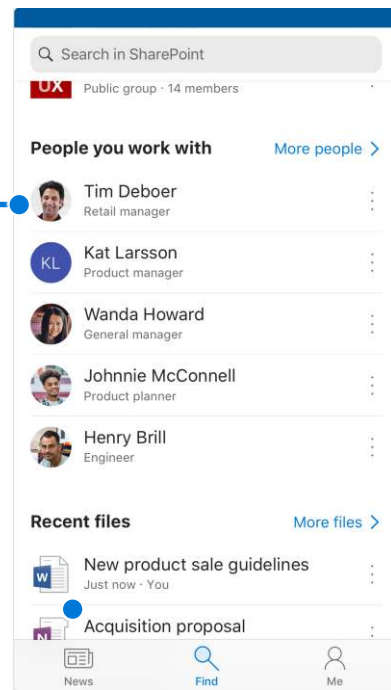 Search in SharePoint
UX
Public group · 14 members
People you work with
More people >
Tim Deboer
Retail manager
KL
Kat Larsson
Product manager
Wanda Howard
General manager
Johnnie McConnell
Product planner
Henry Brill
Engineer
Recent files
More files >
W
New product sale guidelines
Just now · You
N
Acquisition proposal
News
Find
Me